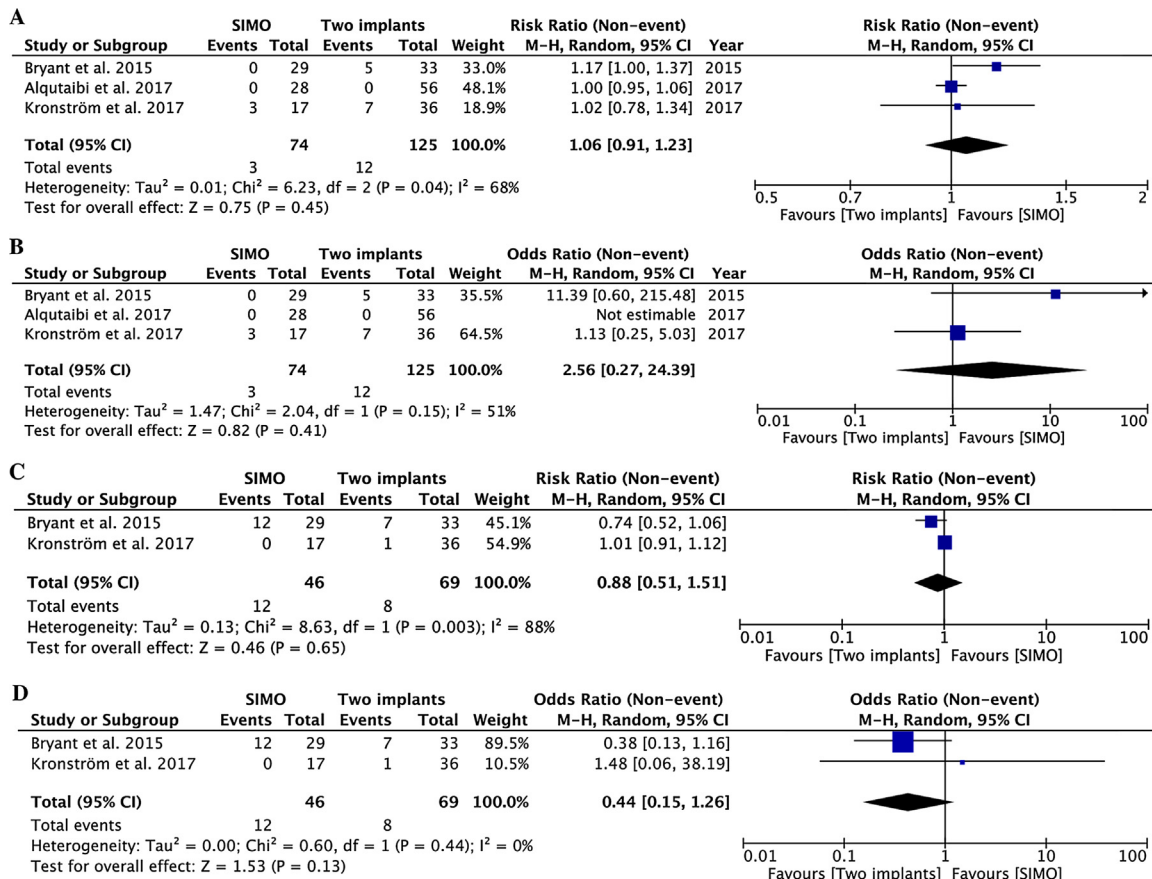 A
SIMO Two implants Risk Ratio (Non-event) Risk Ratio (Non-event)
Study or Subgroup Events Total Events Total Weight M-H, Random, 95% CI Year M-H, Random, 95% CI
Bryant et al. 2015 0 29 5 33 33.0% 1.17 [1.00, 1.37] 2015
Alqutaibi et al. 2017 0 28 0 56 48.1% 1.00 [0.95, 1.06] 2017
Kronström et al. 2017 3 17 7 36 18.9% 1.02 [0.78, 1.34] 2017
Total (95% CI) 74 125 100.0% 1.06 [0.91, 1.23]
Total events 3 12
Heterogeneity: Tau² = 0.01; Chi² = 6.23, df = 2 (P = 0.04); I² = 68%
Test for overall effect: Z = 0.75 (P = 0.45)
0.5 0.7 1 1.5 2
Favours [Two implants] Favours [SIMO]
B
SIMO Two implants Odds Ratio (Non-event) Odds Ratio (Non-event)
Study or Subgroup Events Total Events Total Weight M-H, Random, 95% CI Year M-H, Random, 95% CI
Bryant et al. 2015 0 29 5 33 35.5% 11.39 [0.60, 215.48] 2015
Alqutaibi et al. 2017 0 28 0 56 Not estimable 2017
Kronström et al. 2017 3 17 7 36 64.5% 1.13 [0.25, 5.03] 2017
Total (95% CI) 74 125 100.0% 2.56 [0.27, 24.39]
Total events 3 12
Heterogeneity: Tau² = 1.47; Chi² = 2.04, df = 1 (P = 0.15); I² = 51%
Test for overall effect: Z = 0.82 (P = 0.41)
0.01 0.1 1 10 100
Favours [Two implants] Favours [SIMO]
C
SIMO Two implants Risk Ratio (Non-event) Risk Ratio (Non-event)
Study or Subgroup Events Total Events Total Weight M-H, Random, 95% CI M-H, Random, 95% CI
Bryant et al. 2015 12 29 7 33 45.1% 0.74 [0.52, 1.06]
Kronström et al. 2017 0 17 1 36 54.9% 1.01 [0.91, 1.12]
Total (95% CI) 46 69 100.0% 0.88 [0.51, 1.51]
Total events 12 8
Heterogeneity: Tau² = 0.13; Chi² = 8.63, df = 1 (P = 0.003); I² = 88%
Test for overall effect: Z = 0.46 (P = 0.65)
0.01 0.1 1 10 100
Favours [Two implants] Favours [SIMO]
D
SIMO Two implants Odds Ratio (Non-event) Odds Ratio (Non-event)
Study or Subgroup Events Total Events Total Weight M-H, Random, 95% CI M-H, Random, 95% CI
Bryant et al. 2015 12 29 7 33 89.5% 0.38 [0.13, 1.16]
Kronström et al. 2017 0 17 1 36 10.5% 1.48 [0.06, 38.19]
Total (95% CI) 46 69 100.0% 0.44 [0.15, 1.26]
Total events 12 8
Heterogeneity: Tau² = 0.00; Chi² = 0.60, df = 1 (P = 0.44); I² = 0%
Test for overall effect: Z = 1.53 (P = 0.13)
0.01 0.1 1 10 100
Favours [Two implants] Favours [SIMO]